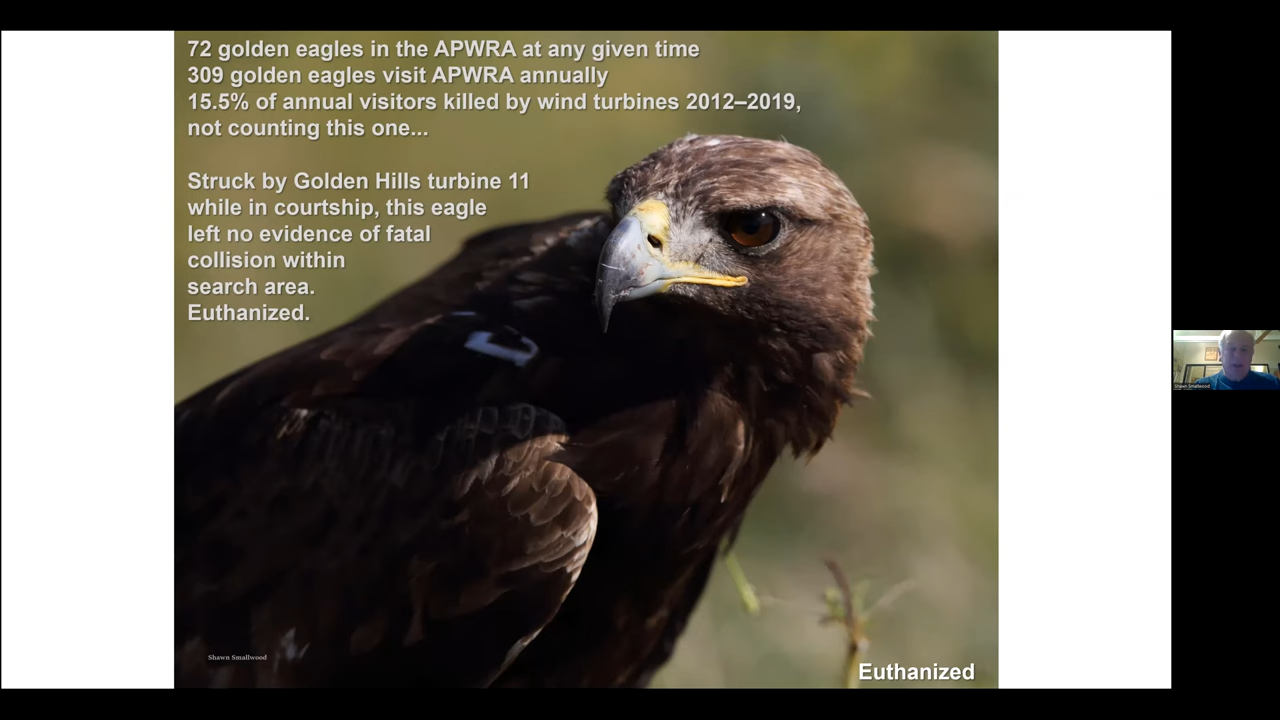 72 golden eagles in the APWRA at any given time
309 golden eagles visit APWRA annually
15.5% of annual visitors killed by wind turbines 2012–2019,
not counting this one...
Struck by Golden Hills turbine 11
while in courtship, this eagle
left no evidence of fatal
collision within
search area.
Euthanized.
Shawn Smallwood
Euthanized
Shawn Smallwood